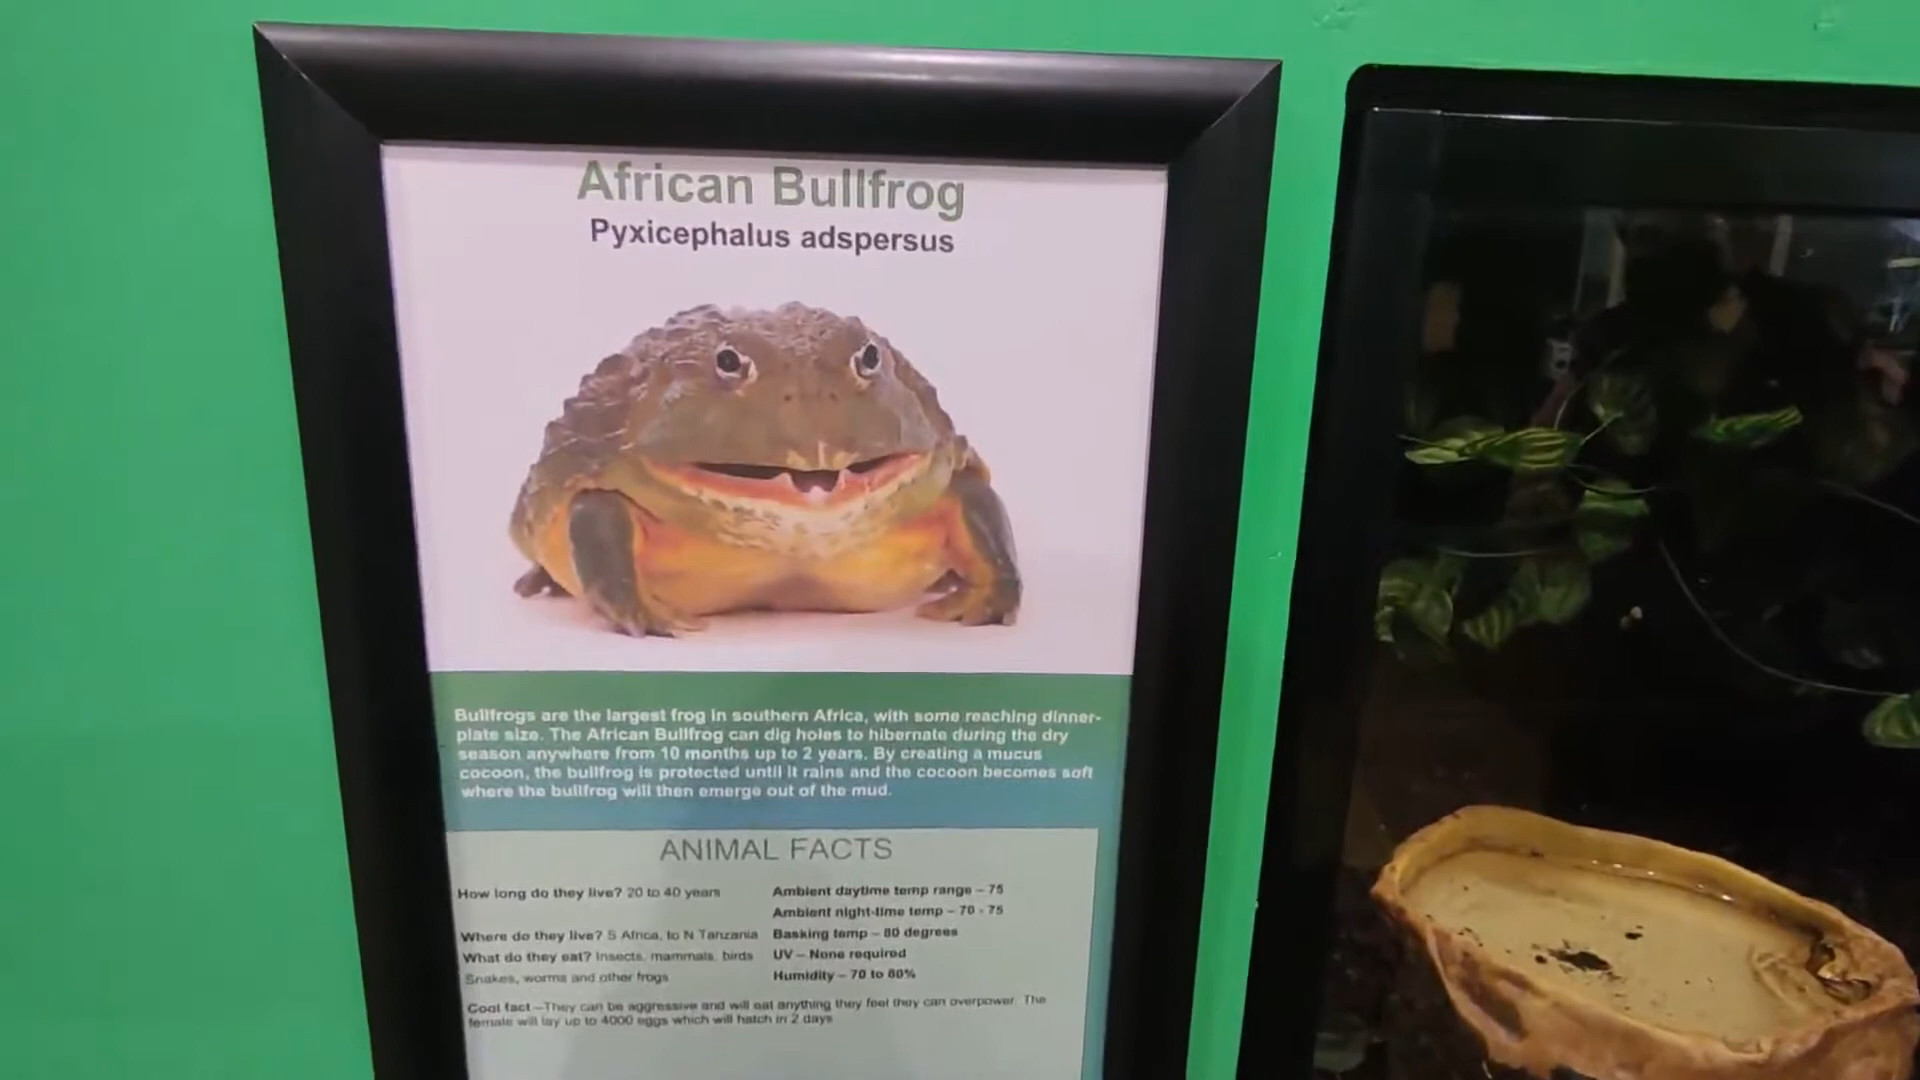 African Bullfrog
Pyxicephalus adspersus
Bullfrogs are the largest frog in southern Africa, with some reaching dinner-
plate size. The African Bullfrog can dig holes to hibernate during the dry
season anywhere from 10 months up to 2 years. By creating a mucus
cocoon, the bullfrog is protected until it rains and the cocoon becomes soft
where the bullfrog will then emerge out of the mud.
ANIMAL FACTS
How long do they live? 20 to 40 years
Where do they live? S Africa, to N Tanzania
What do they eat? Insects, mammals, birds
Snakes, worms and other frogs
Ambient daytime temp range – 75
Ambient night-time temp – 70 - 75
Basking temp – 80 degrees
UV – None required
Humidity – 70 to 80%
Cool fact –They can be aggressive and will eat anything they feel they can overpower. The
female will lay up to 4000 eggs which will hatch in 2 days